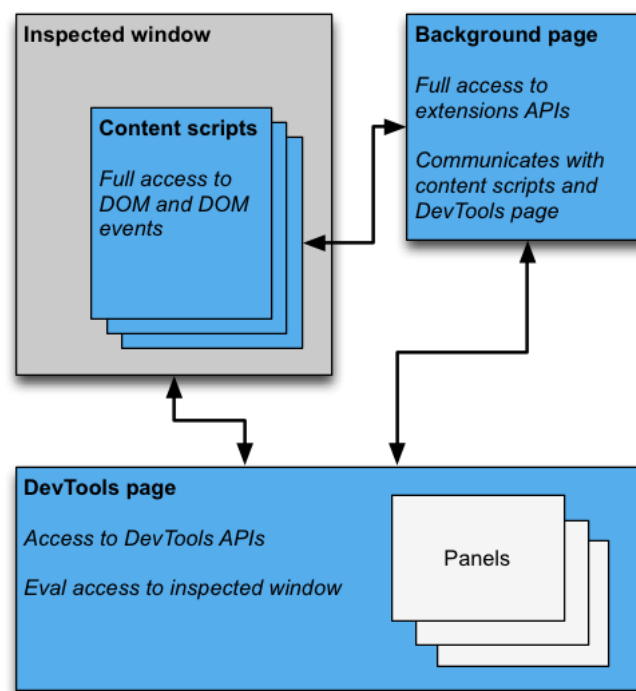 Inspected window
Content scripts
Full access to
DOM and DOM
events
Background page
Full access to
extensions APIs
Communicates with
content scripts and
DevTools page
DevTools page
Access to DevTools APIs
Eval access to inspected window
Panels